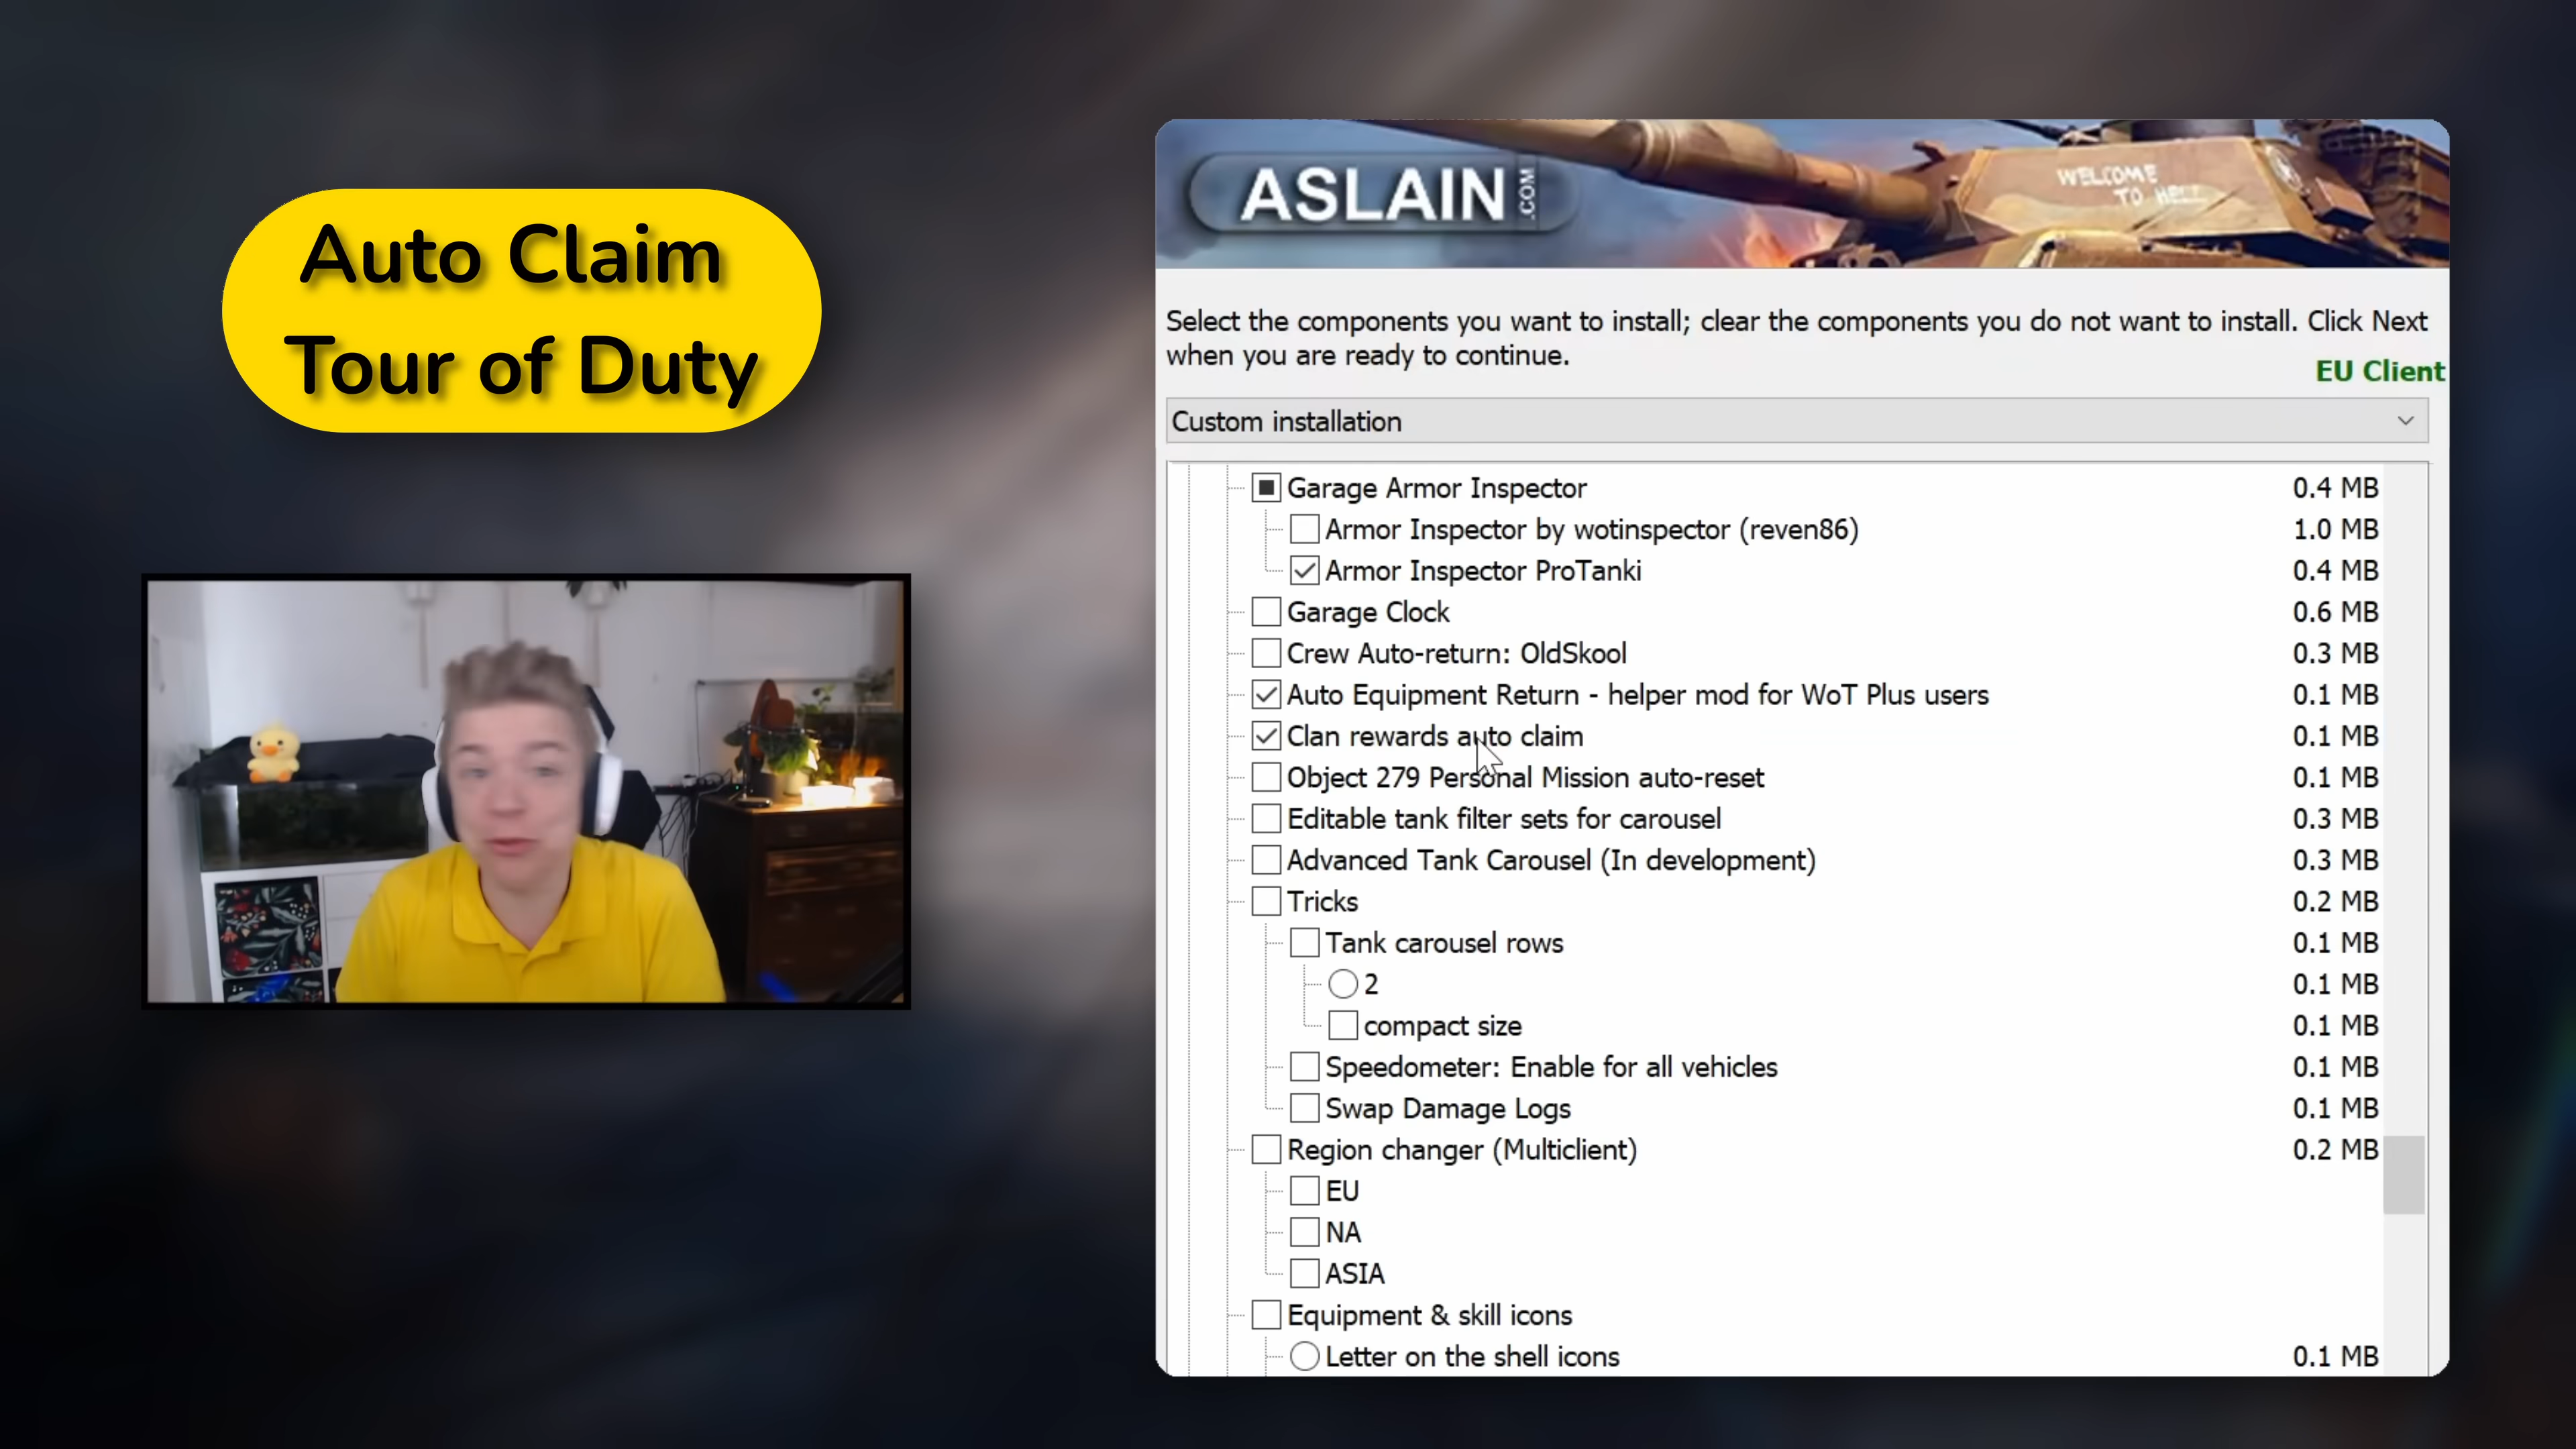 Auto Claim
Tour of Duty
ASLAIN .COM
WELCOME
TO HELL
Select the components you want to install; clear the components you do not want to install. Click Next
when you are ready to continue.
EU Client
Custom installation
Garage Armor Inspector 0.4 MB
Armor Inspector by wotinspector (reven86) 1.0 MB
Armor Inspector ProTanki 0.4 MB
Garage Clock 0.6 MB
Crew Auto-return: OldSkool 0.3 MB
Auto Equipment Return - helper mod for WoT Plus users 0.1 MB
Clan rewards auto claim 0.1 MB
Object 279 Personal Mission auto-reset 0.1 MB
Editable tank filter sets for carousel 0.3 MB
Advanced Tank Carousel (In development) 0.3 MB
Tricks 0.2 MB
Tank carousel rows 0.1 MB
2 0.1 MB
compact size 0.1 MB
Speedometer: Enable for all vehicles 0.1 MB
Swap Damage Logs 0.1 MB
Region changer (Multiclient) 0.2 MB
EU
NA
ASIA
Equipment & skill icons
Letter on the shell icons 0.1 MB